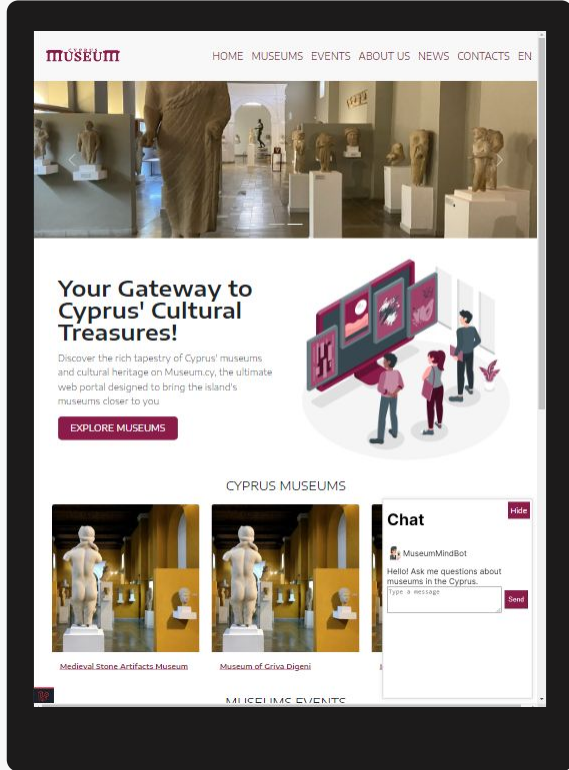 CYPRUS
MUSEUM
HOME MUSEUMS EVENTS ABOUT US NEWS CONTACTS EN
Your Gateway to
Cyprus' Cultural
Treasures!
Discover the rich tapestry of Cyprus' museums
and cultural heritage on Museum.cy, the ultimate
web portal designed to bring the island's
museums closer to you
EXPLORE MUSEUMS
CYPRUS MUSEUMS
Hide
Chat
MuseumMindBot
Hello! Ask me questions about
museums in the Cyprus.
Type a message
Send
Medieval Stone Artifacts Museum
Museum of Griva Digeni
MUSEUMS EVENTS